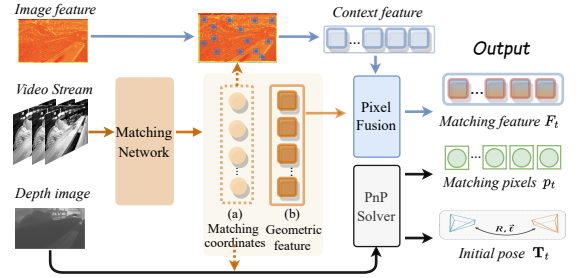 Image feature
Context feature
Output
Video Stream
Matching
Network
Pixel
Fusion
Matching feature F_t
Depth image
(a)
Matching
coordinates
(b)
Geometric
feature
PnP
Solver
Matching pixels p_t
R, t̄
Initial pose T_t